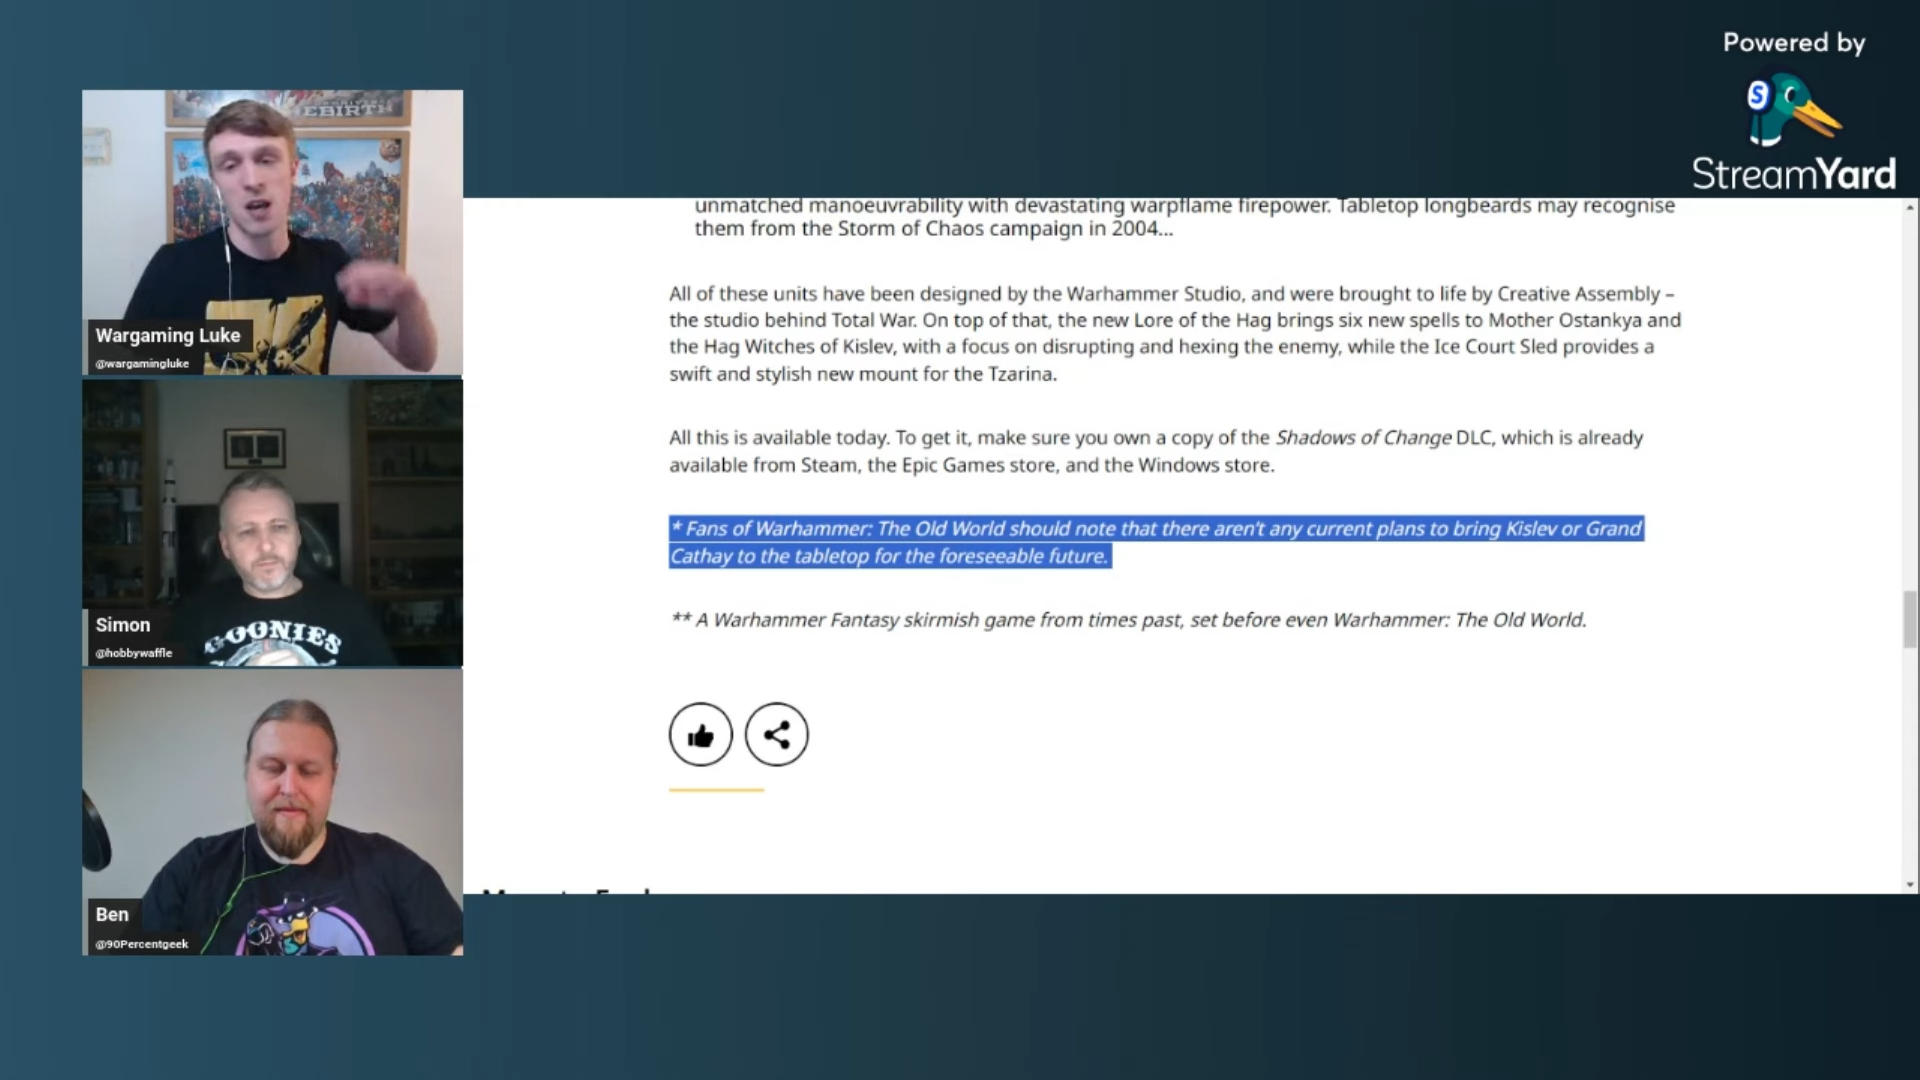 Powered by
S
StreamYard
EBIRTH
Wargaming Luke
@wargamingluke
GOONIES
Simon
@hobbywaffle
Ben
@90Percentgeek
unmatched manoeuvrability with devastating warpflame firepower. Tabletop longbeards may recognise
them from the Storm of Chaos campaign in 2004...
All of these units have been designed by the Warhammer Studio, and were brought to life by Creative Assembly –
the studio behind Total War. On top of that, the new Lore of the Hag brings six new spells to Mother Ostankya and
the Hag Witches of Kislev, with a focus on disrupting and hexing the enemy, while the Ice Court Sled provides a
swift and stylish new mount for the Tzarina.
All this is available today. To get it, make sure you own a copy of the Shadows of Change DLC, which is already
available from Steam, the Epic Games store, and the Windows store.
* Fans of Warhammer: The Old World should note that there aren't any current plans to bring Kislev or Grand
Cathay to the tabletop for the foreseeable future.
** A Warhammer Fantasy skirmish game from times past, set before even Warhammer: The Old World.